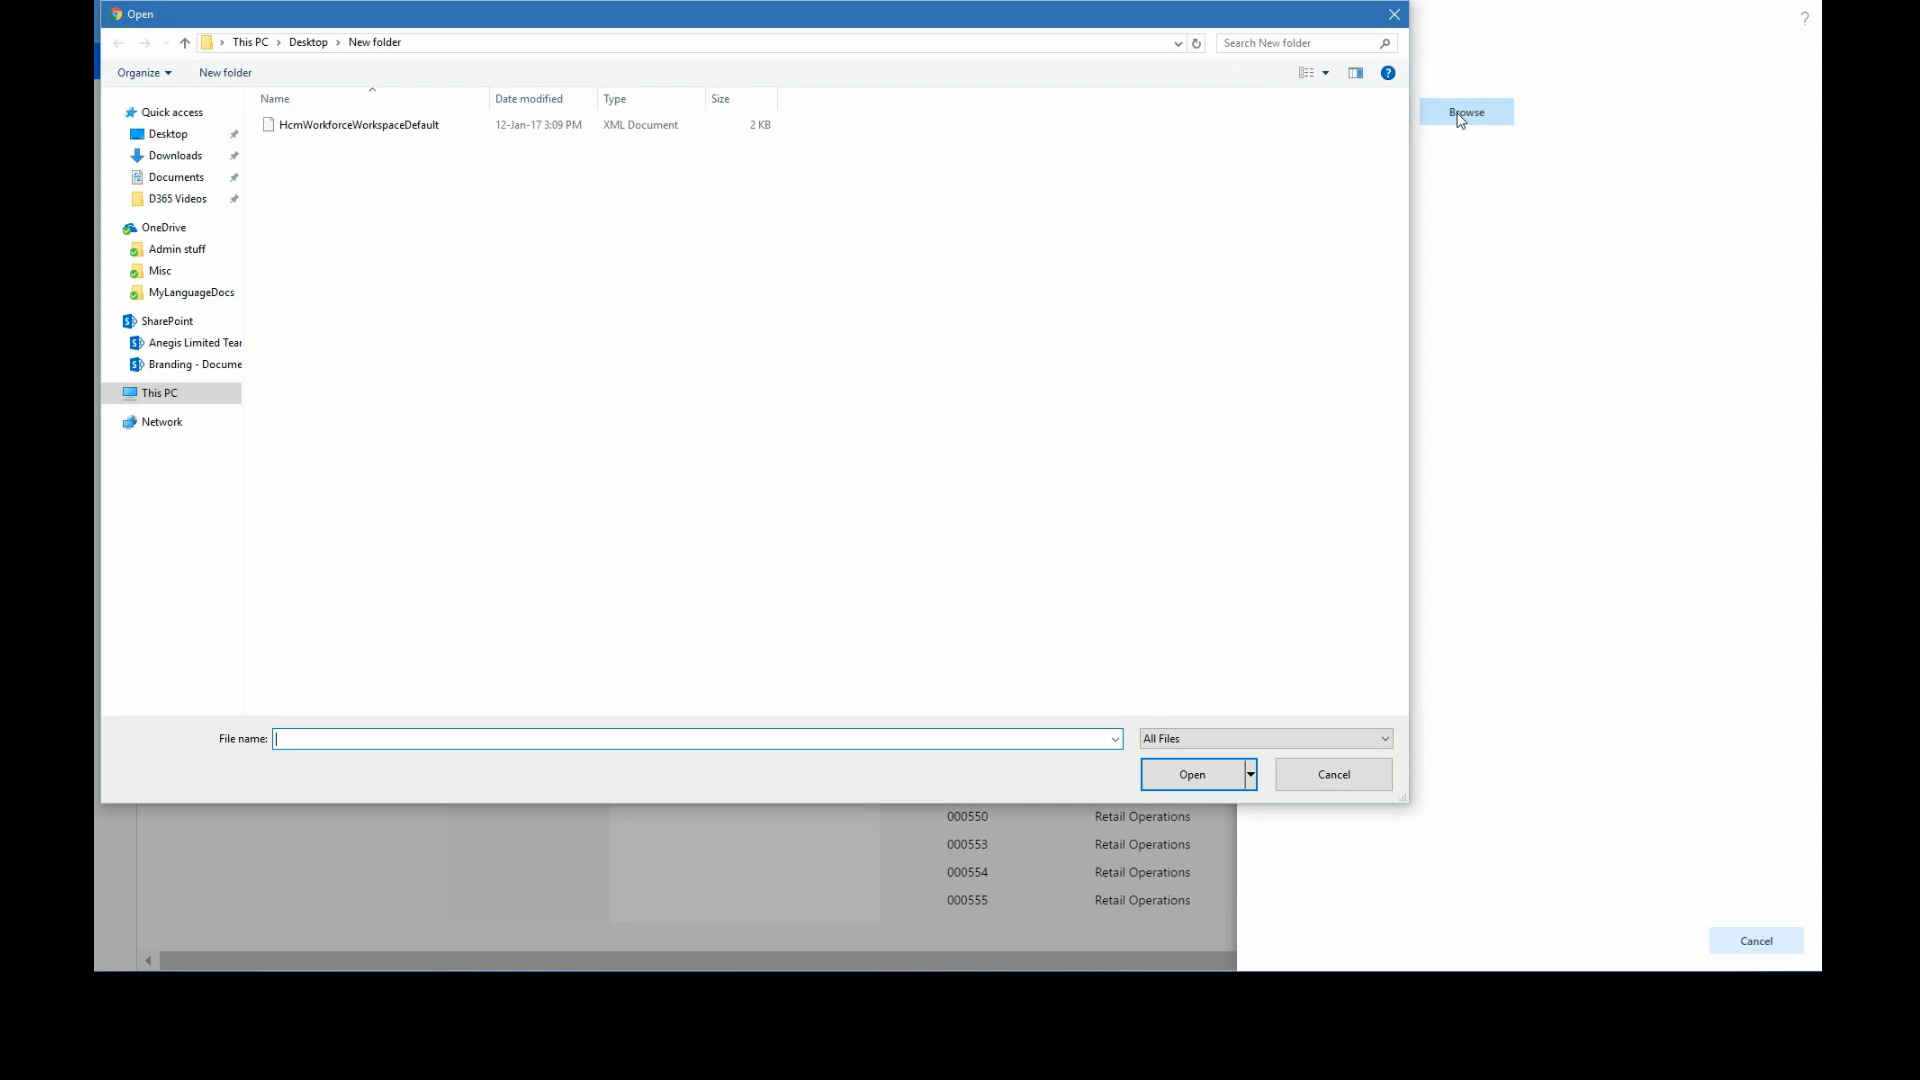 Open
This PC > Desktop > New folder
Search New folder
?
Organize
New folder
?
Name
Date modified
Type
Size
Browse
HcmWorkforceWorkspaceDefault
12-Jan-17 3:09 PM
XML Document
2 KB
Quick access
Desktop
Downloads
Documents
D365 Videos
OneDrive
Admin stuff
Misc
MyLanguageDocs
SharePoint
Anegis Limited Tear
Branding - Docume
This PC
Network
File name:
All Files
Open
Cancel
000550 Retail Operations
000553 Retail Operations
000554 Retail Operations
000555 Retail Operations
Cancel